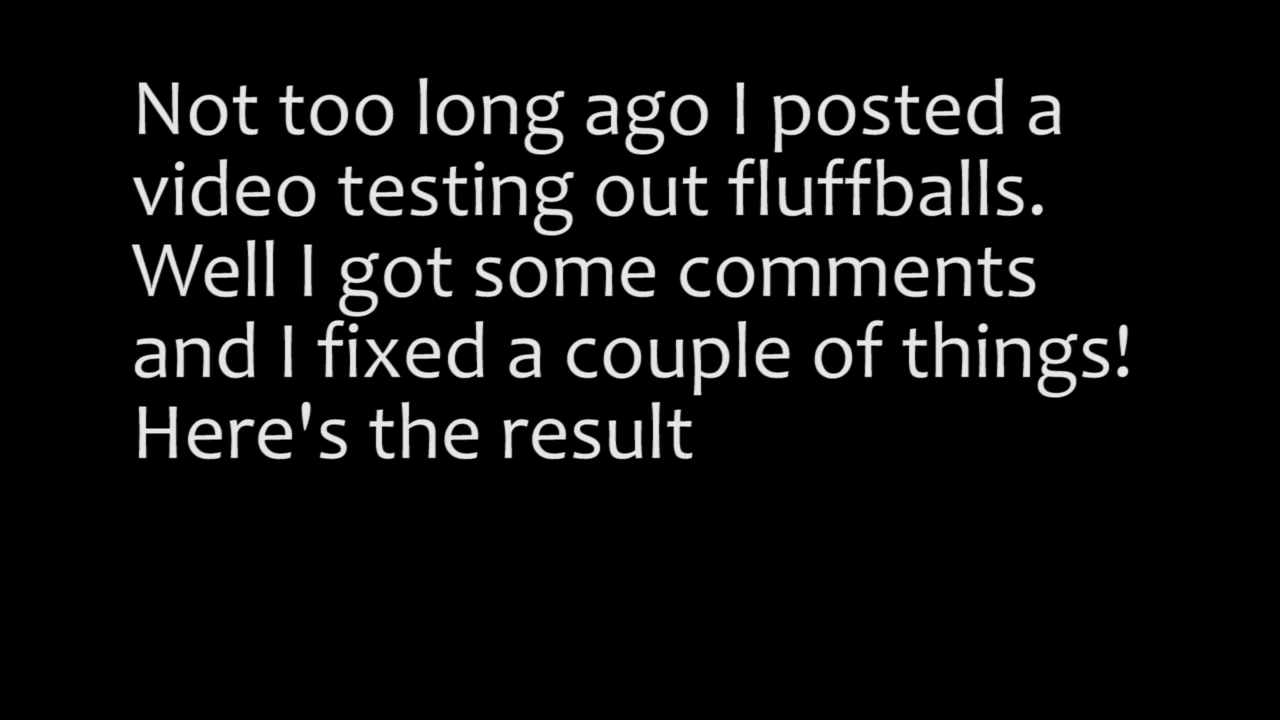 Not too long ago I posted a
video testing out fluffballs.
Well I got some comments
and I fixed a couple of things!
Here's the result